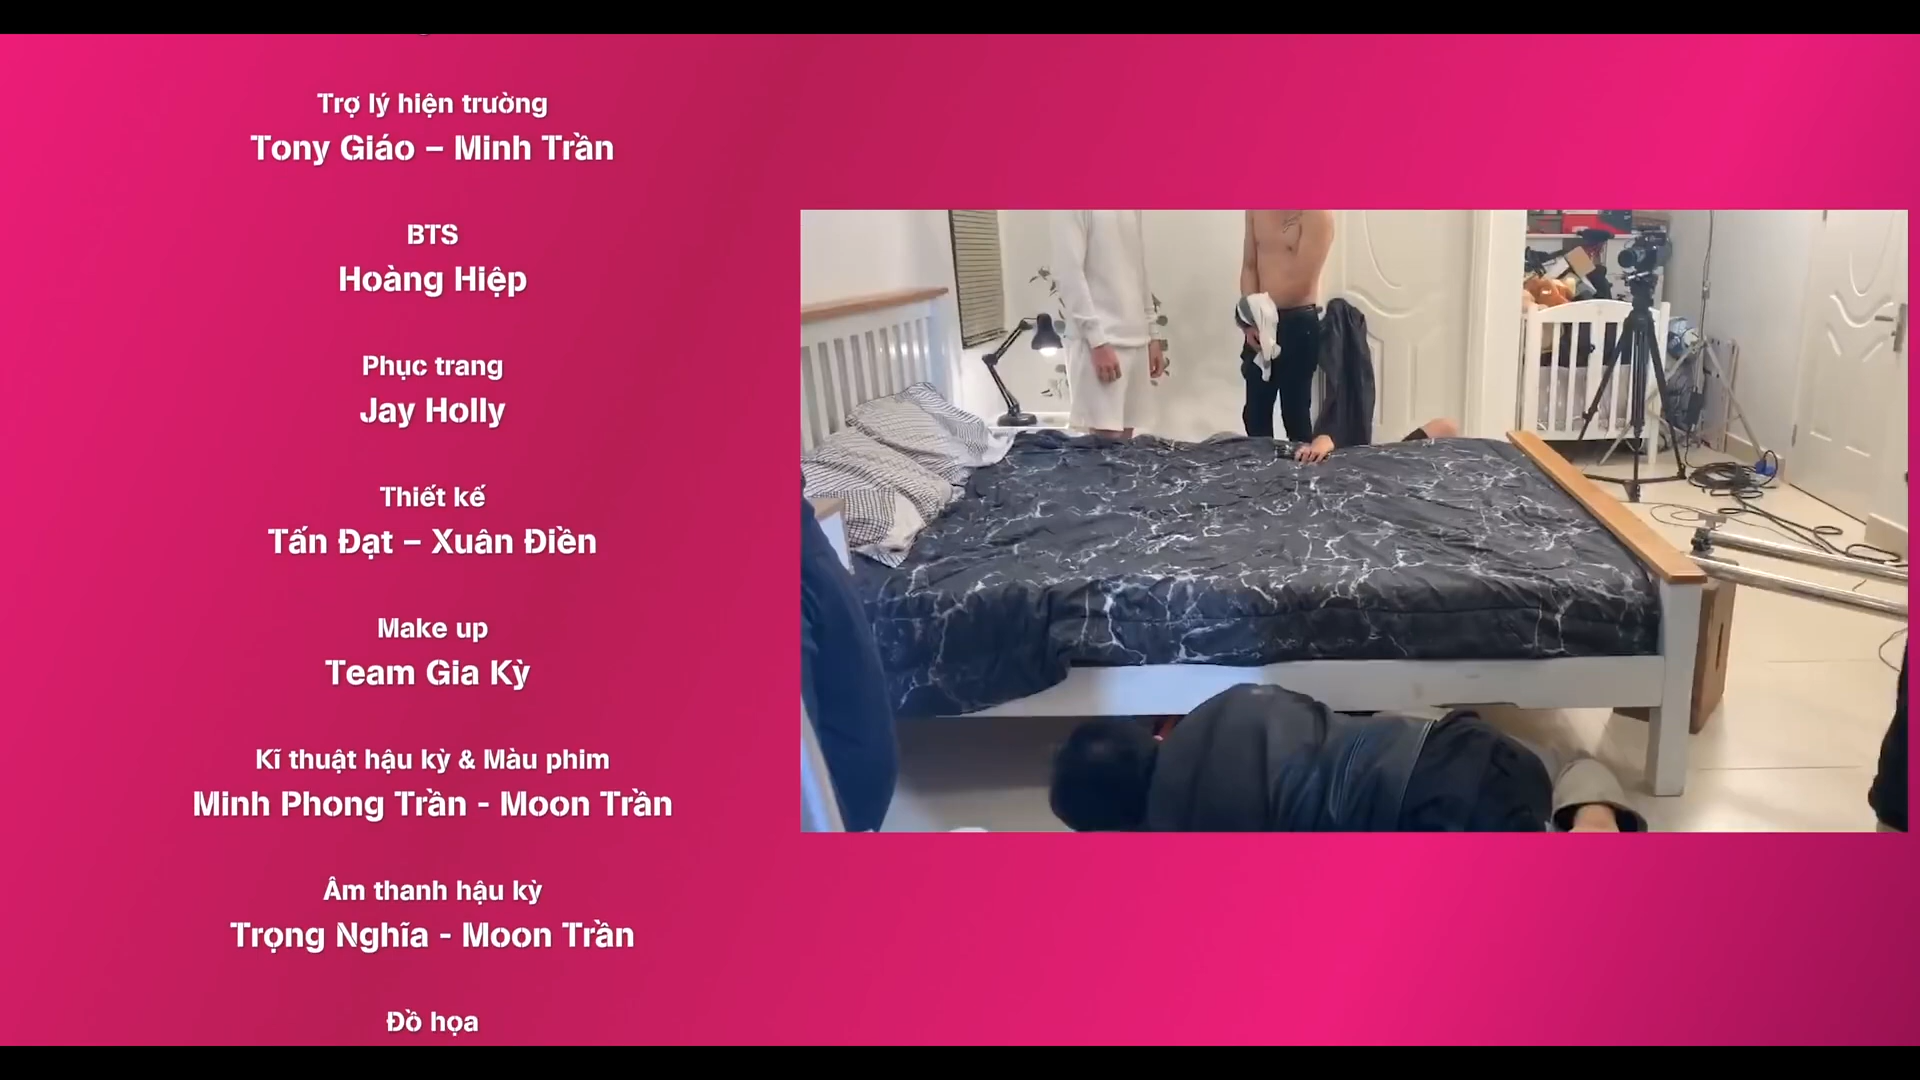 Trợ lý hiện trường
Tony Giáo – Minh Trần
BTS
Hoàng Hiệp
Phục trang
Jay Holly
Thiết kế
Tấn Đạt – Xuân Điền
Make up
Team Gia Kỳ
Kĩ thuật hậu kỳ & Màu phim
Minh Phong Trần - Moon Trần
Âm thanh hậu kỳ
Trọng Nghĩa - Moon Trần
Đồ họa